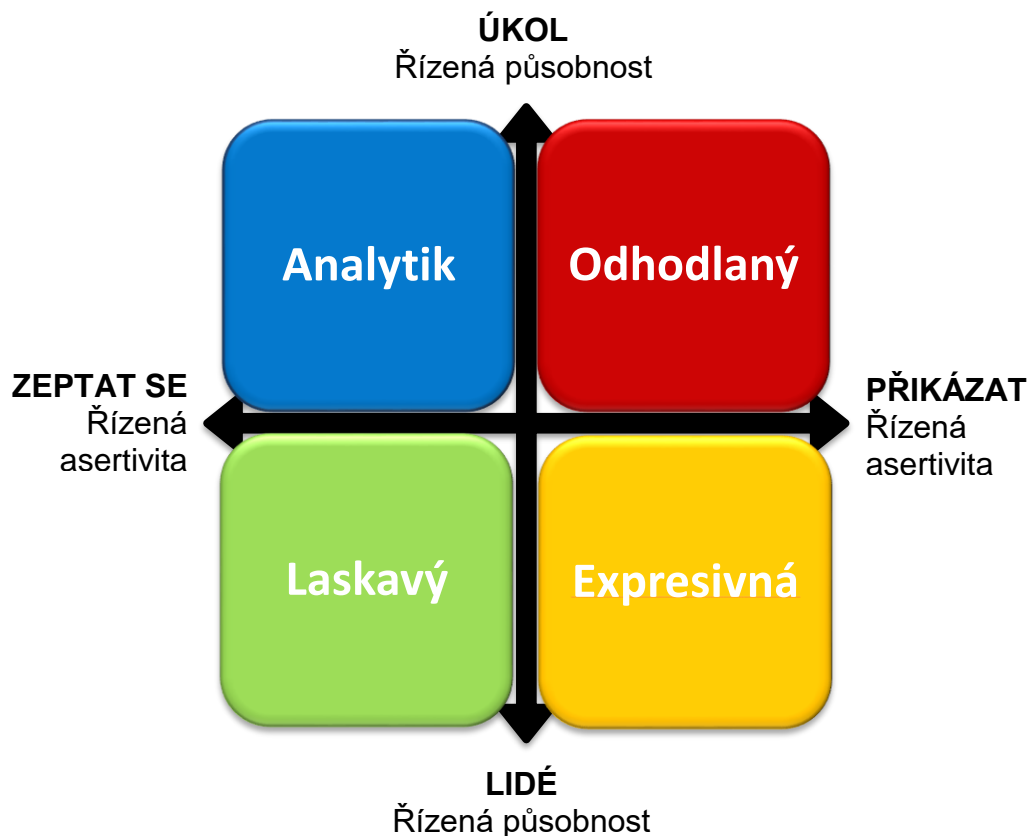 ÚKOL
Řízená působnost
Analytik
Odhodlaný
ZEPTAT SE
Řízená
asertivita
PŘIKÁZAT
Řízená
asertivita
Laskavý
Expresivná
LIDÉ
Řízená působnost